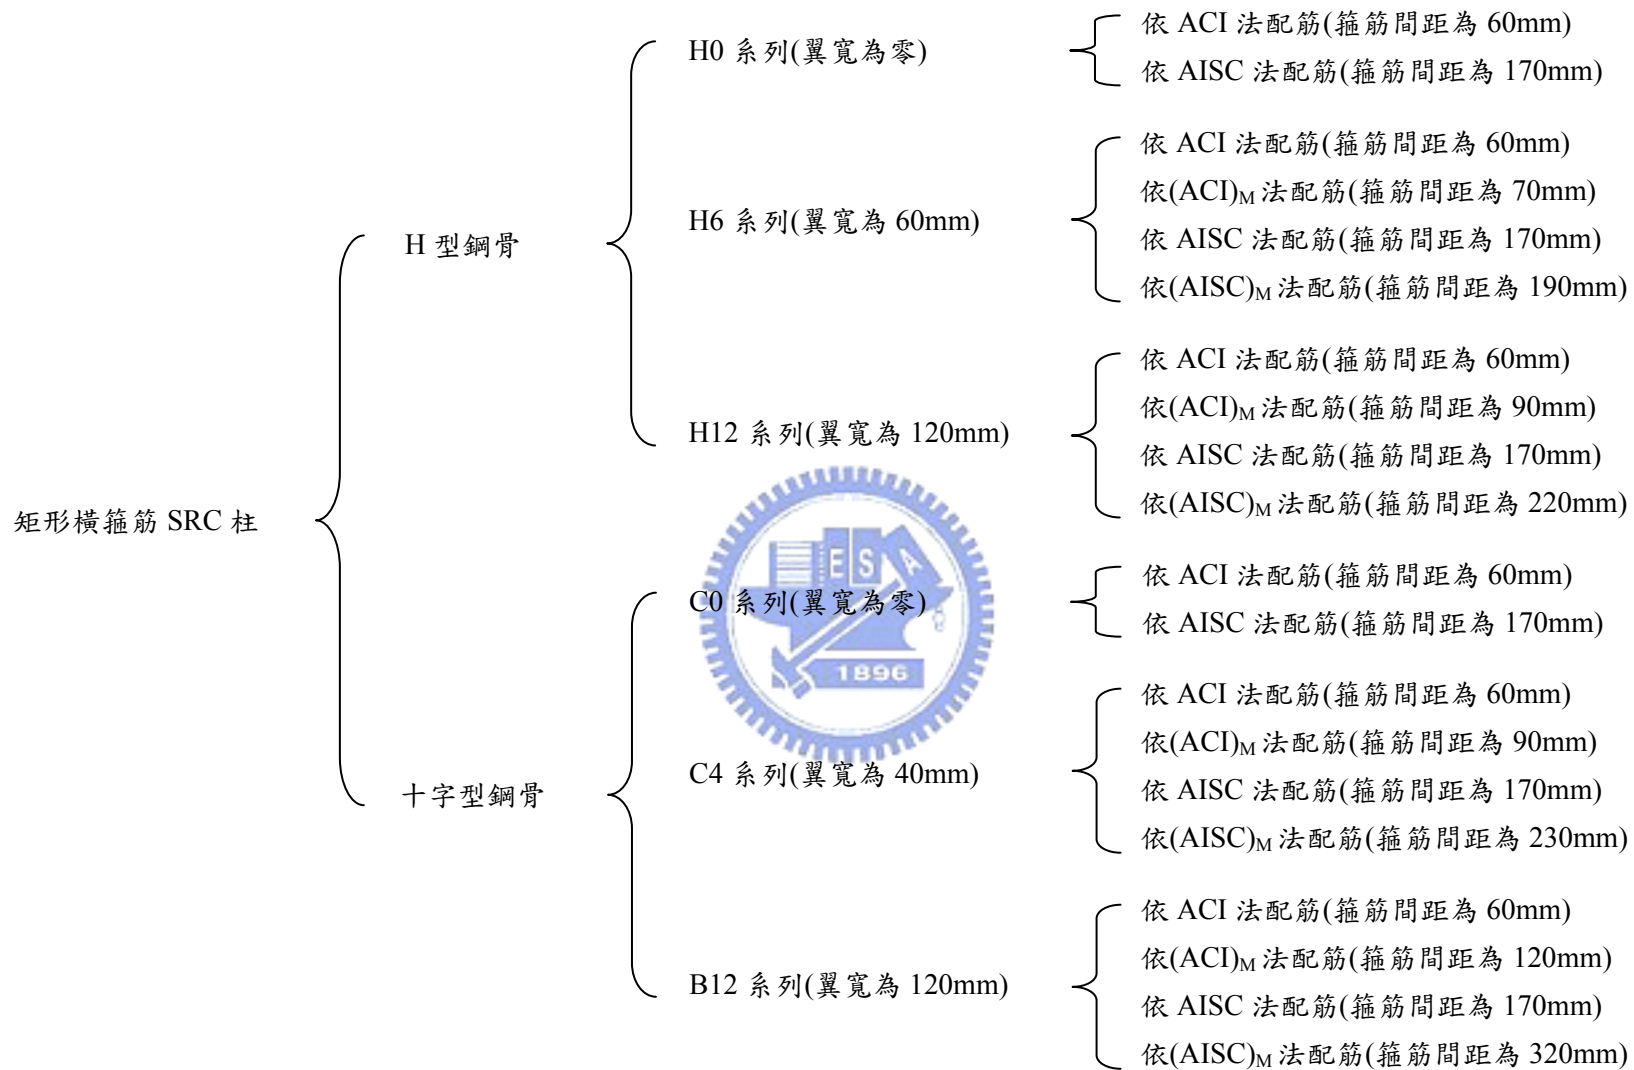 矩形橫箍筋 SRC 柱
H 型鋼骨
H0 系列(翼寬為零)
依 ACI 法配筋(箍筋間距為 60mm)
依 AISC 法配筋(箍筋間距為 170mm)
H6 系列(翼寬為 60mm)
依 ACI 法配筋(箍筋間距為 60mm)
依(ACI)M 法配筋(箍筋間距為 70mm)
依 AISC 法配筋(箍筋間距為 170mm)
依(AISC)M 法配筋(箍筋間距為 190mm)
H12 系列(翼寬為 120mm)
依 ACI 法配筋(箍筋間距為 60mm)
依(ACI)M 法配筋(箍筋間距為 90mm)
依 AISC 法配筋(箍筋間距為 170mm)
依(AISC)M 法配筋(箍筋間距為 220mm)
十字型鋼骨
C0 系列(翼寬為零)
依 ACI 法配筋(箍筋間距為 60mm)
依 AISC 法配筋(箍筋間距為 170mm)
C4 系列(翼寬為 40mm)
依 ACI 法配筋(箍筋間距為 60mm)
依(ACI)M 法配筋(箍筋間距為 90mm)
依 AISC 法配筋(箍筋間距為 170mm)
依(AISC)M 法配筋(箍筋間距為 230mm)
B12 系列(翼寬為 120mm)
依 ACI 法配筋(箍筋間距為 60mm)
依(ACI)M 法配筋(箍筋間距為 120mm)
依 AISC 法配筋(箍筋間距為 170mm)
依(AISC)M 法配筋(箍筋間距為 320mm)
E S A
1896